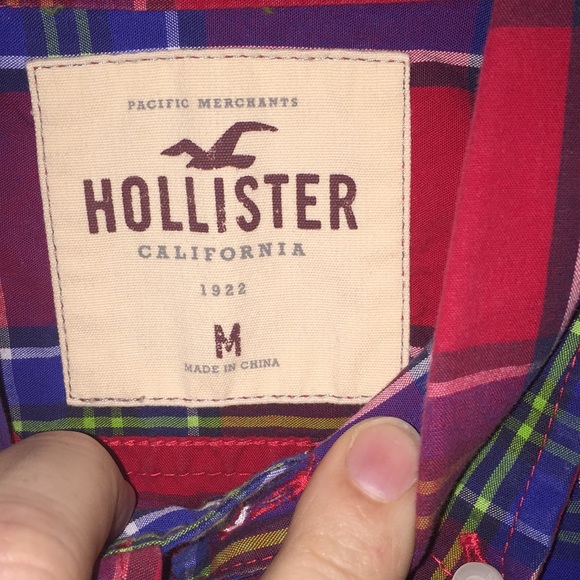 PACIFIC MERCHANTS
HOLLISTER
CALIFORNIA
1922
M
MADE IN CHINA